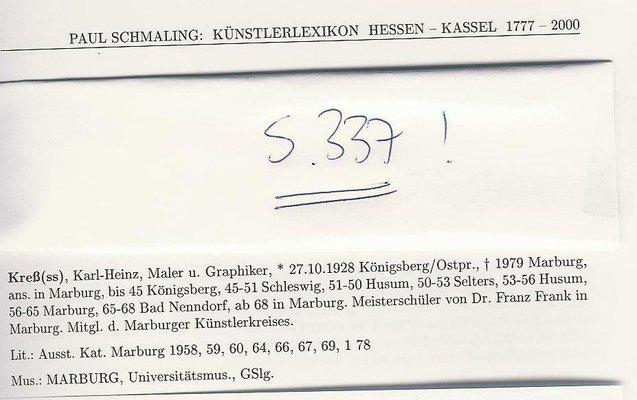 PAUL SCHMALING: KÜNSTLERLEXIKON HESSEN – KASSEL 1777 – 2000
S. 337 !
Kreß(ss), Karl-Heinz, Maler u. Graphiker, * 27.10.1928 Königsberg/Ostpr., † 1979 Marburg,
ans. in Marburg, bis 45 Königsberg, 45-51 Schleswig, 51-50 Husum, 50-53 Selters, 53-56 Husum,
56-65 Marburg, 65-68 Bad Nenndorf, ab 68 in Marburg. Meisterschüler von Dr. Franz Frank in
Marburg. Mitgl. d. Marburger Künstlerkreises.
Lit.: Ausst. Kat. Marburg 1958, 59, 60, 64, 66, 67, 69, 1 78
Mus.: MARBURG, Universitätsmus., GSlg.